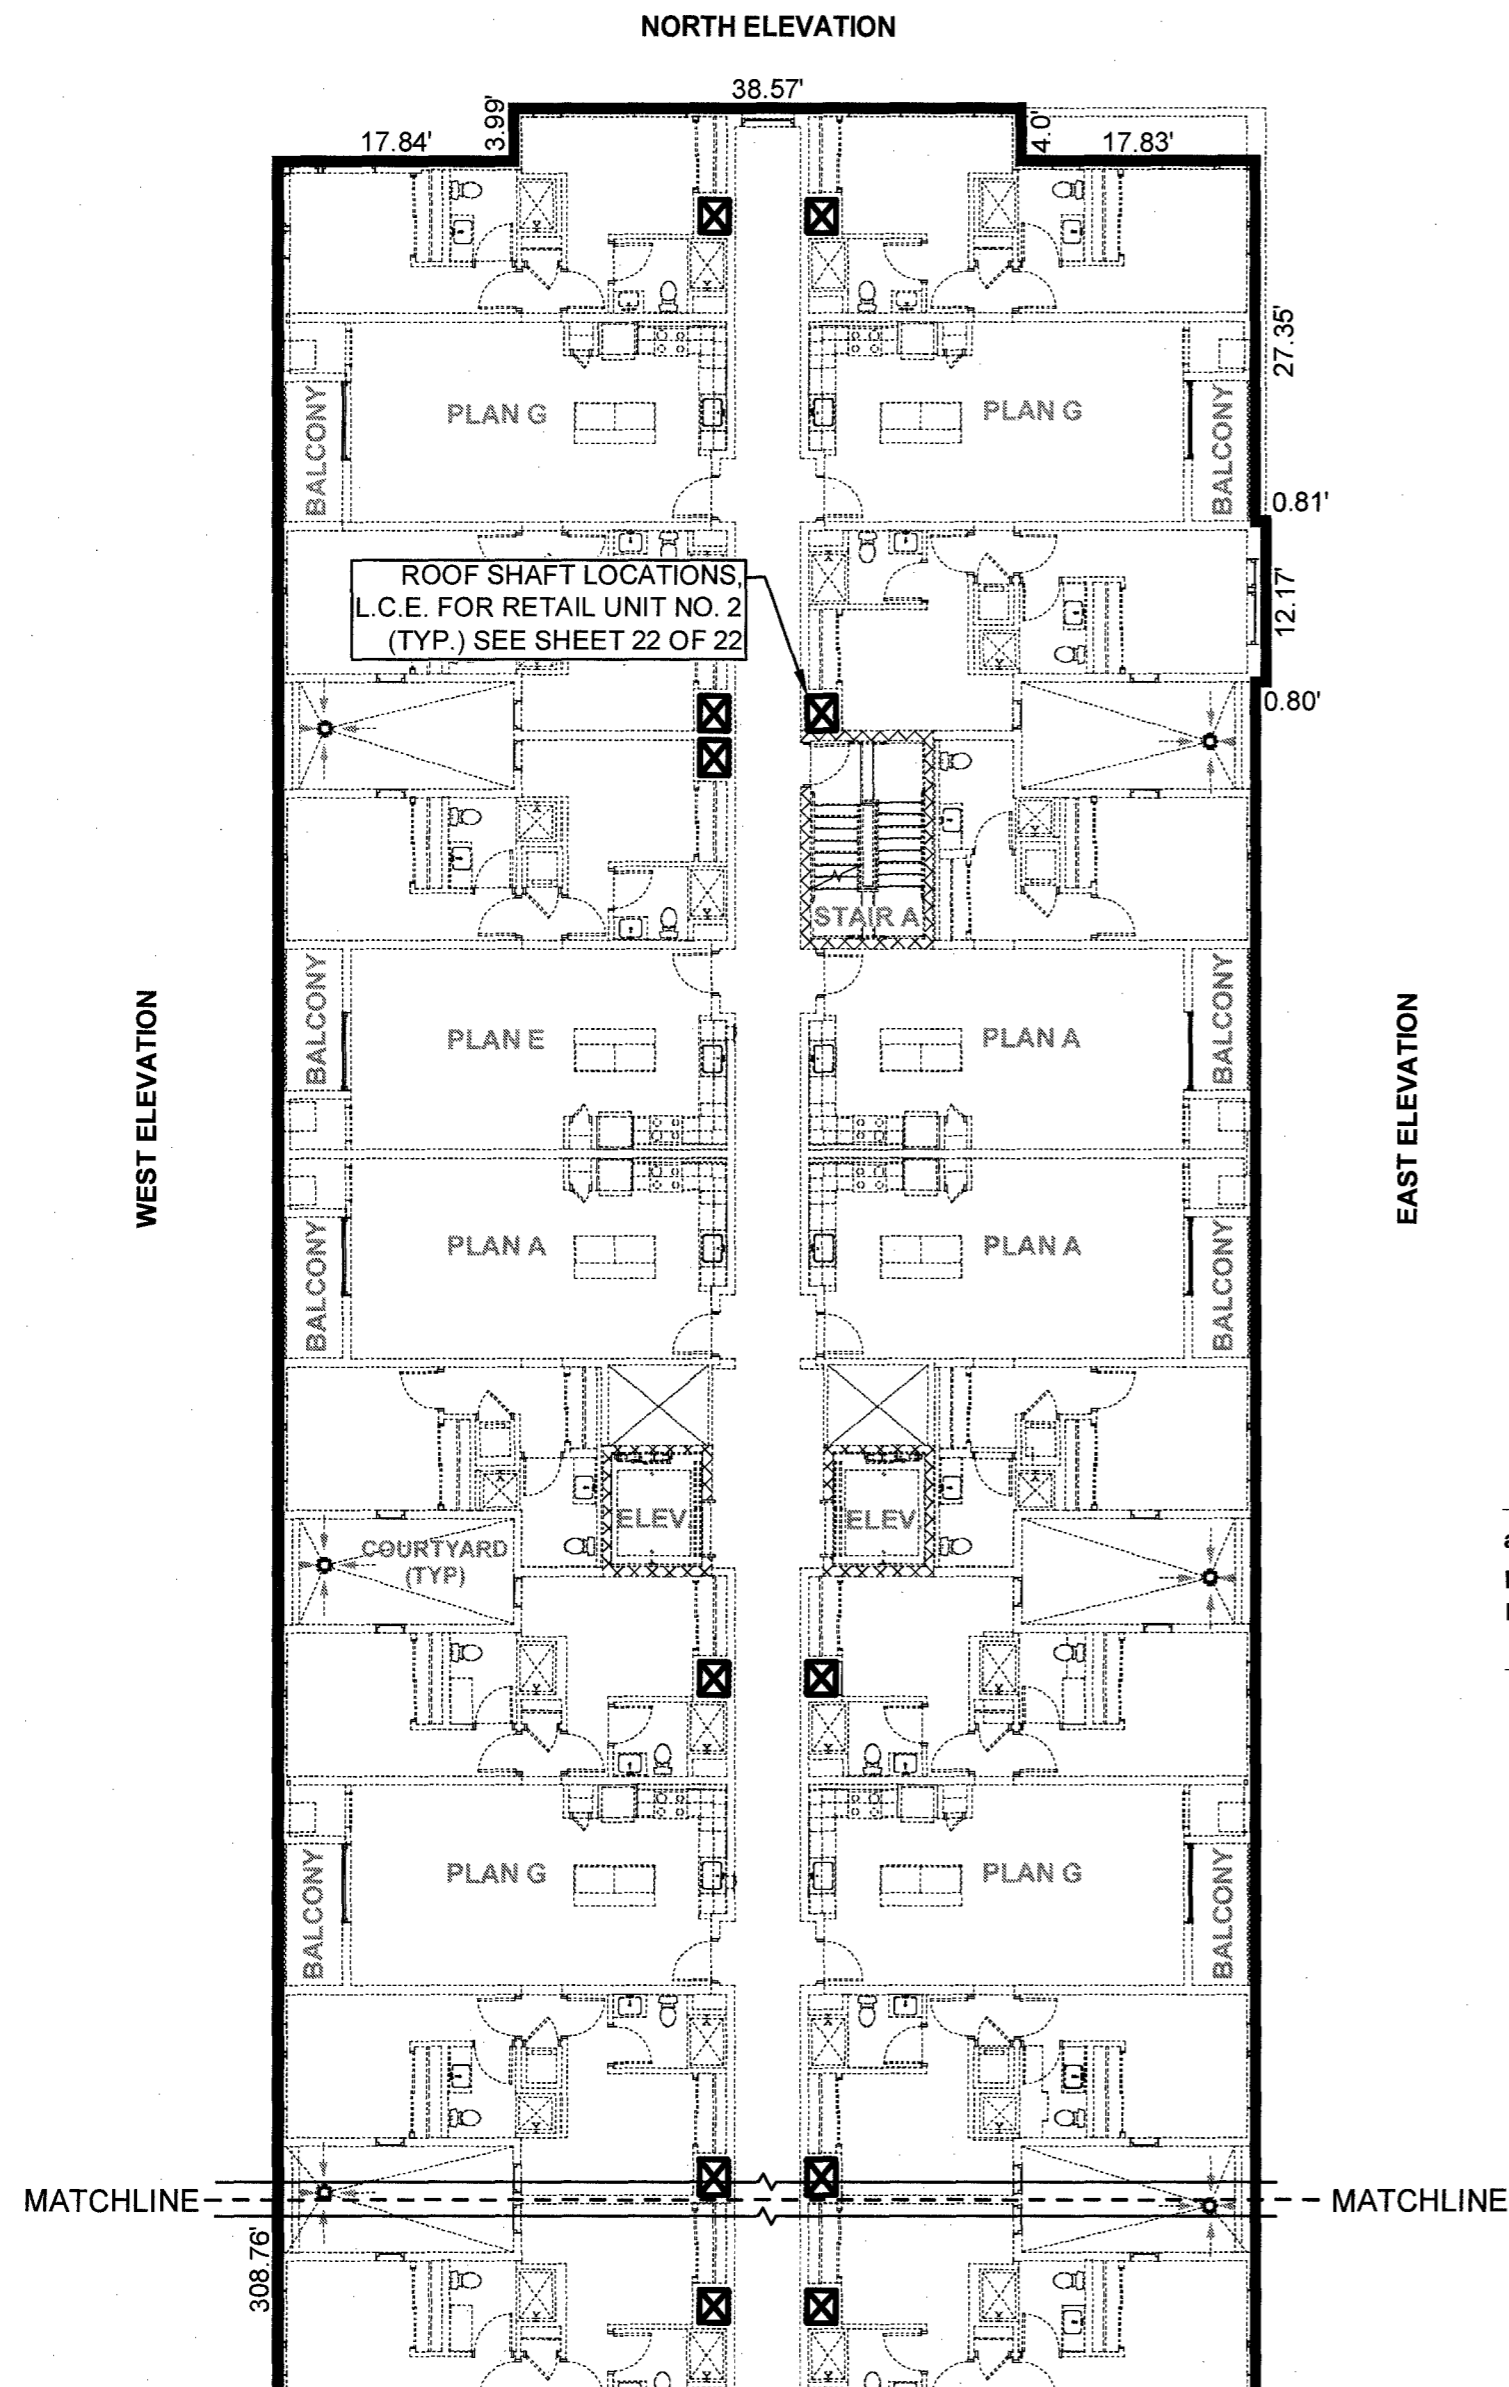 NORTH ELEVATION
38.57'
3.99'
4.0'
17.84'
17.83'
27.35'
PLAN G
PLAN G
BALCONY
BALCONY
0.81'
ROOF SHAFT LOCATIONS,
L.C.E. FOR RETAIL UNIT NO. 2
(TYP.) SEE SHEET 22 OF 22
12.17'
0.80'
STAIR A
WEST ELEVATION
EAST ELEVATION
BALCONY
PLAN E
PLAN A
BALCONY
BALCONY
PLAN A
PLAN A
BALCONY
ELEV.
ELEV.
COURTYARD
(TYP)
BALCONY
PLAN G
PLAN G
BALCONY
MATCHLINE
MATCHLINE
308.76'